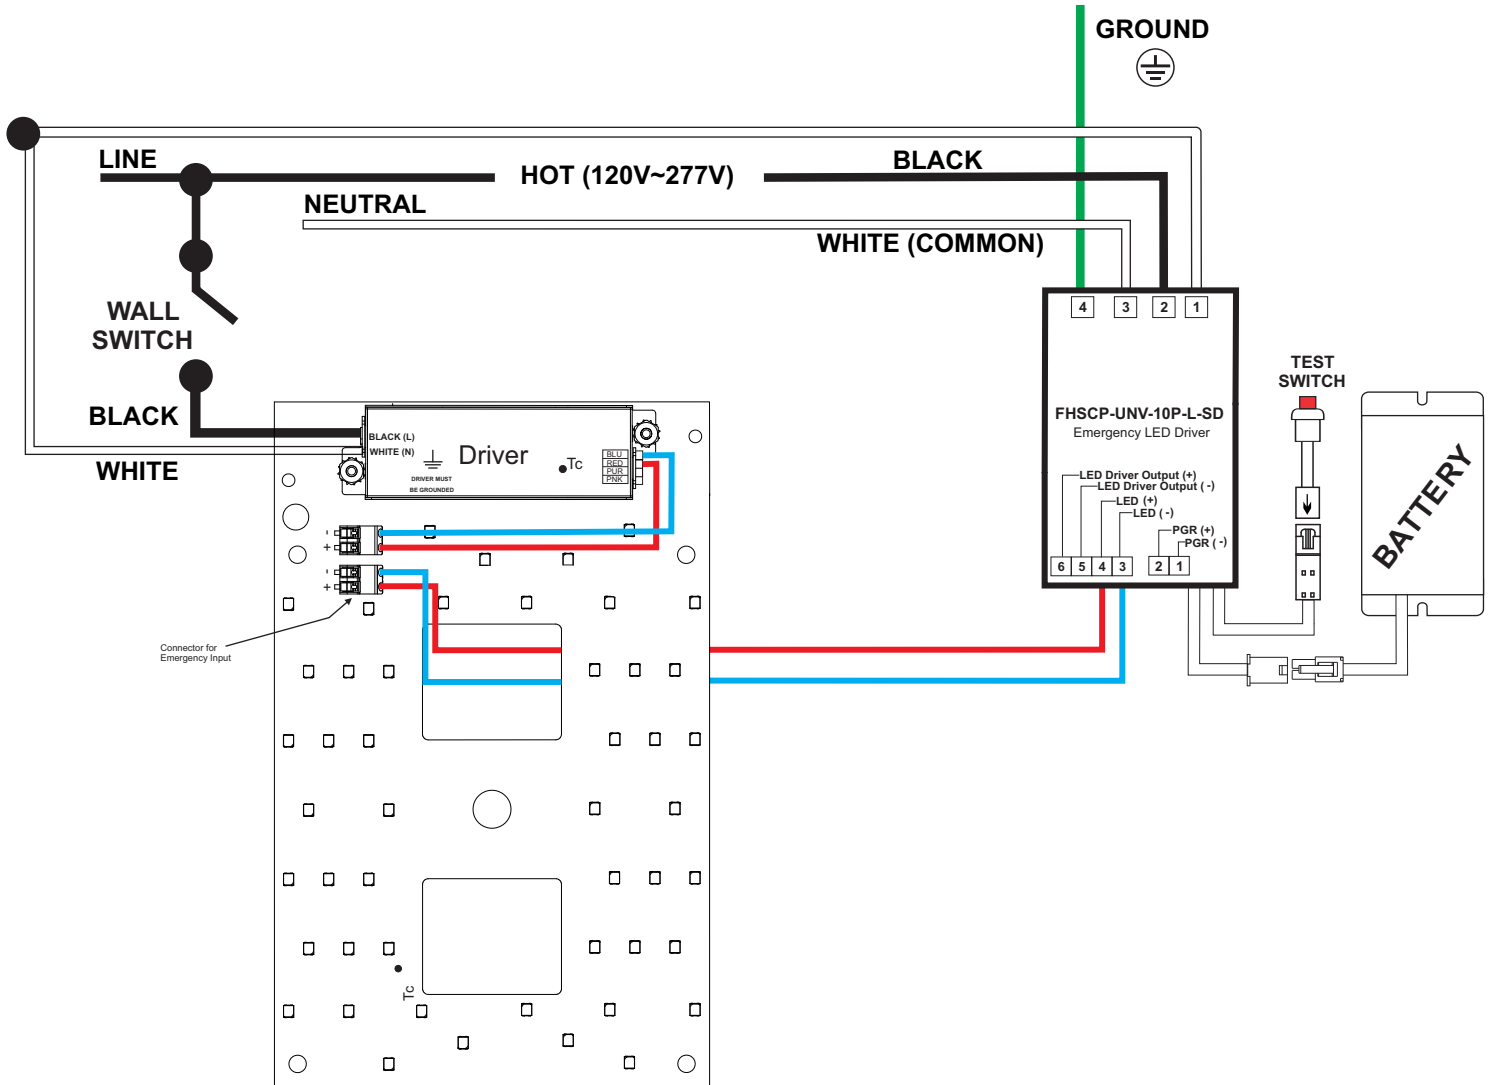 GROUND
LINE
HOT (120V~277V)
BLACK
NEUTRAL
WHITE (COMMON)
WALL
SWITCH
4 3 2 1
TEST
SWITCH
BLACK
WHITE
BLACK (L)
WHITE (N)
DRIVER MUST
BE GROUNDED
Driver
Tc
BLU
RED
PUR
PNK
FHSCP-UNV-10P-L-SD
Emergency LED Driver
LED Driver Output (+)
LED Driver Output (-)
LED (+)
LED (-)
PGR (+)
PGR (-)
6 5 4 3 2 1
BATTERY
-
+
-
+
Connector for
Emergency Input
Tc